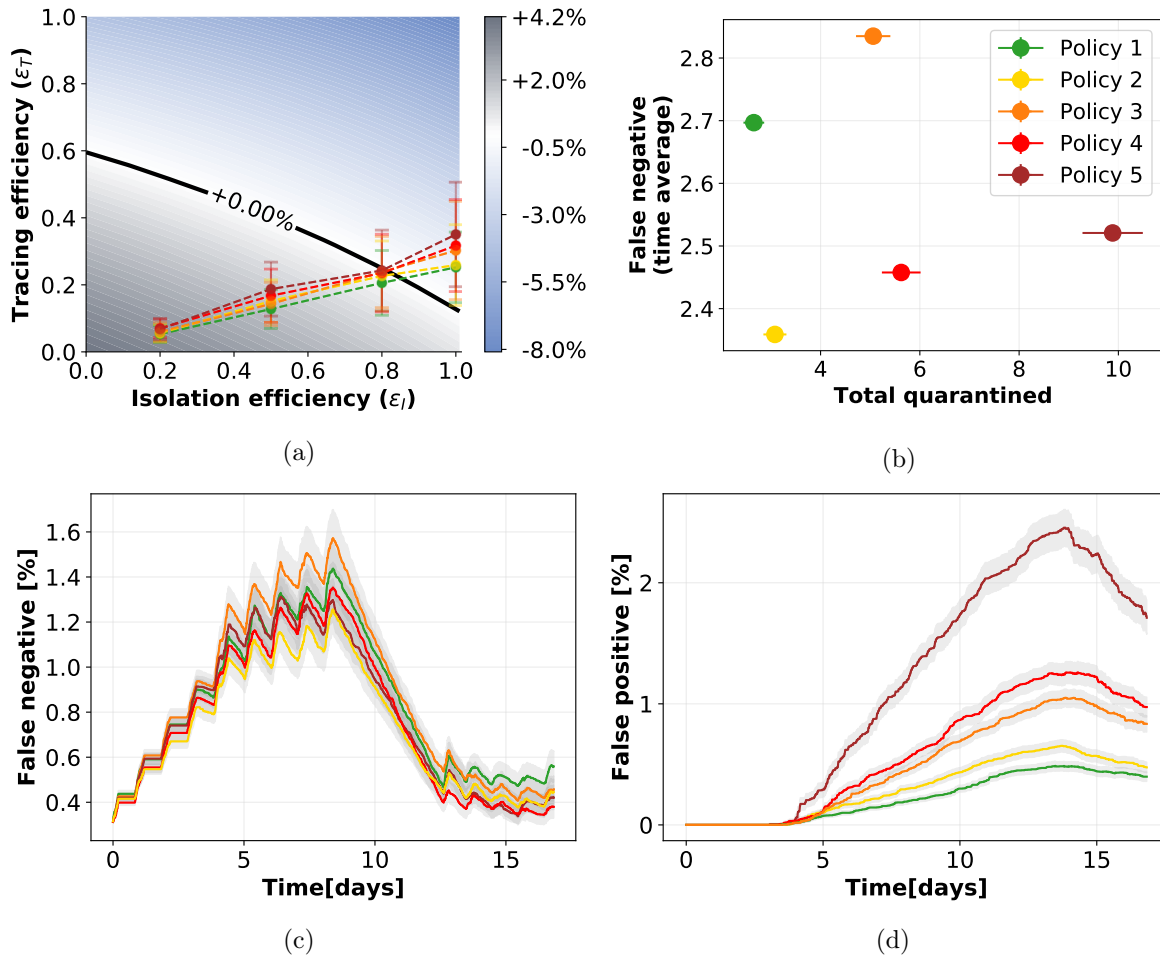 1.0
0.8
0.6
0.4
0.2
0.0
Tracing efficiency (εT)
+0.00%
0.0 0.2 0.4 0.6 0.8 1.0
Isolation efficiency (εI)
+4.2%
+2.0%
-0.5%
-3.0%
-5.5%
-8.0%
(a)
2.8
2.7
2.6
2.5
2.4
False negative
(time average)
Policy 1
Policy 2
Policy 3
Policy 4
Policy 5
4 6 8 10
Total quarantined
(b)
1.6
1.4
1.2
1.0
0.8
0.6
0.4
False negative [%]
0 5 10 15
Time[days]
(c)
2
1
0
False positive [%]
0 5 10 15
Time[days]
(d)